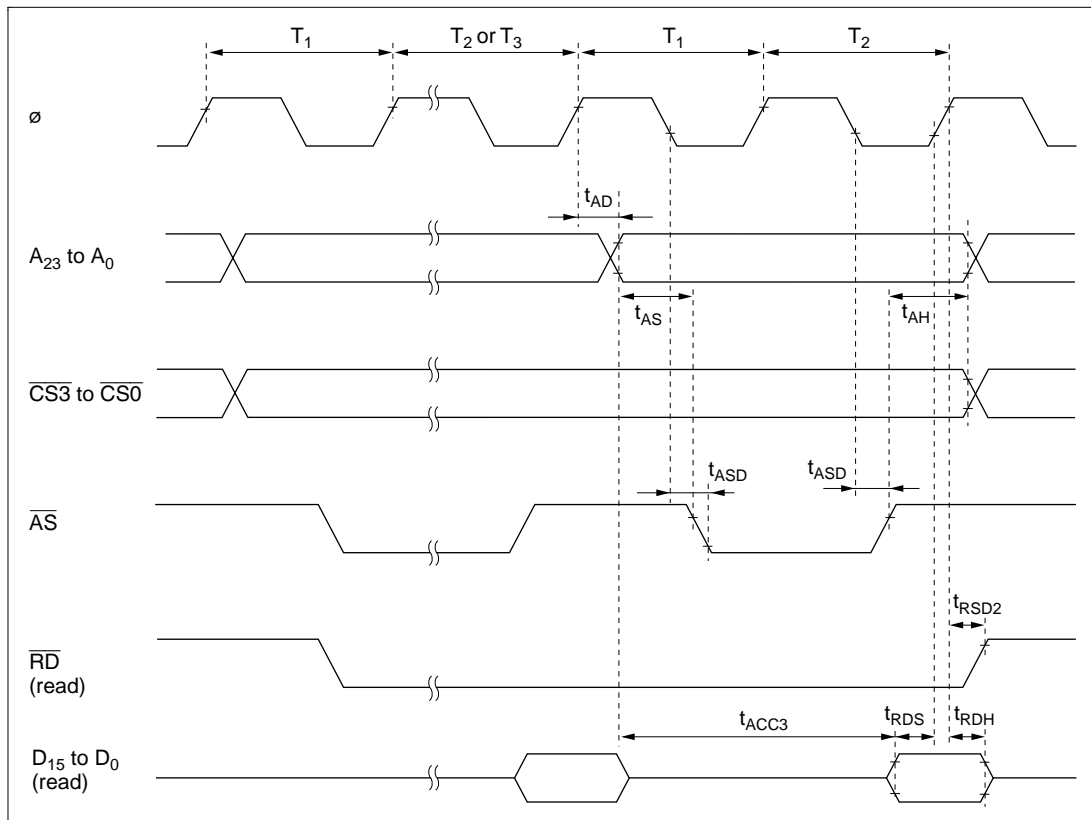 T1 T2 or T3 T1 T2
ø
tAD
A23 to A0
tAS tAH
CS3 to CS0
tASD tASD
AS
tRSD2
RD
(read)
tACC3 tRDS tRDH
D15 to D0
(read)